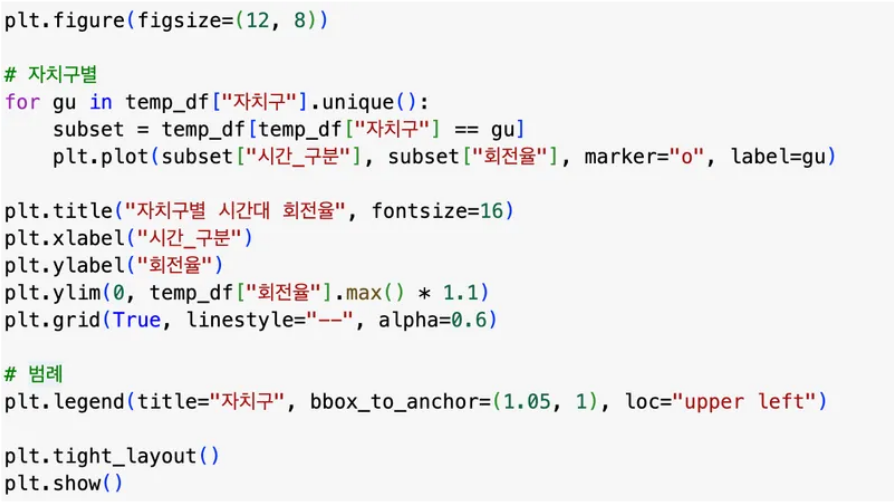 plt.figure(figsize=(12, 8))
# 자치구별
for gu in temp_df["자치구"].unique():
    subset = temp_df[temp_df["자치구"] == gu]
    plt.plot(subset["시간_구분"], subset["회전율"], marker="o", label=gu)
plt.title("자치구별 시간대 회전율", fontsize=16)
plt.xlabel("시간_구분")
plt.ylabel("회전율")
plt.ylim(0, temp_df["회전율"].max() * 1.1)
plt.grid(True, linestyle="--", alpha=0.6)
# 범례
plt.legend(title="자치구", bbox_to_anchor=(1.05, 1), loc="upper left")
plt.tight_layout()
plt.show()